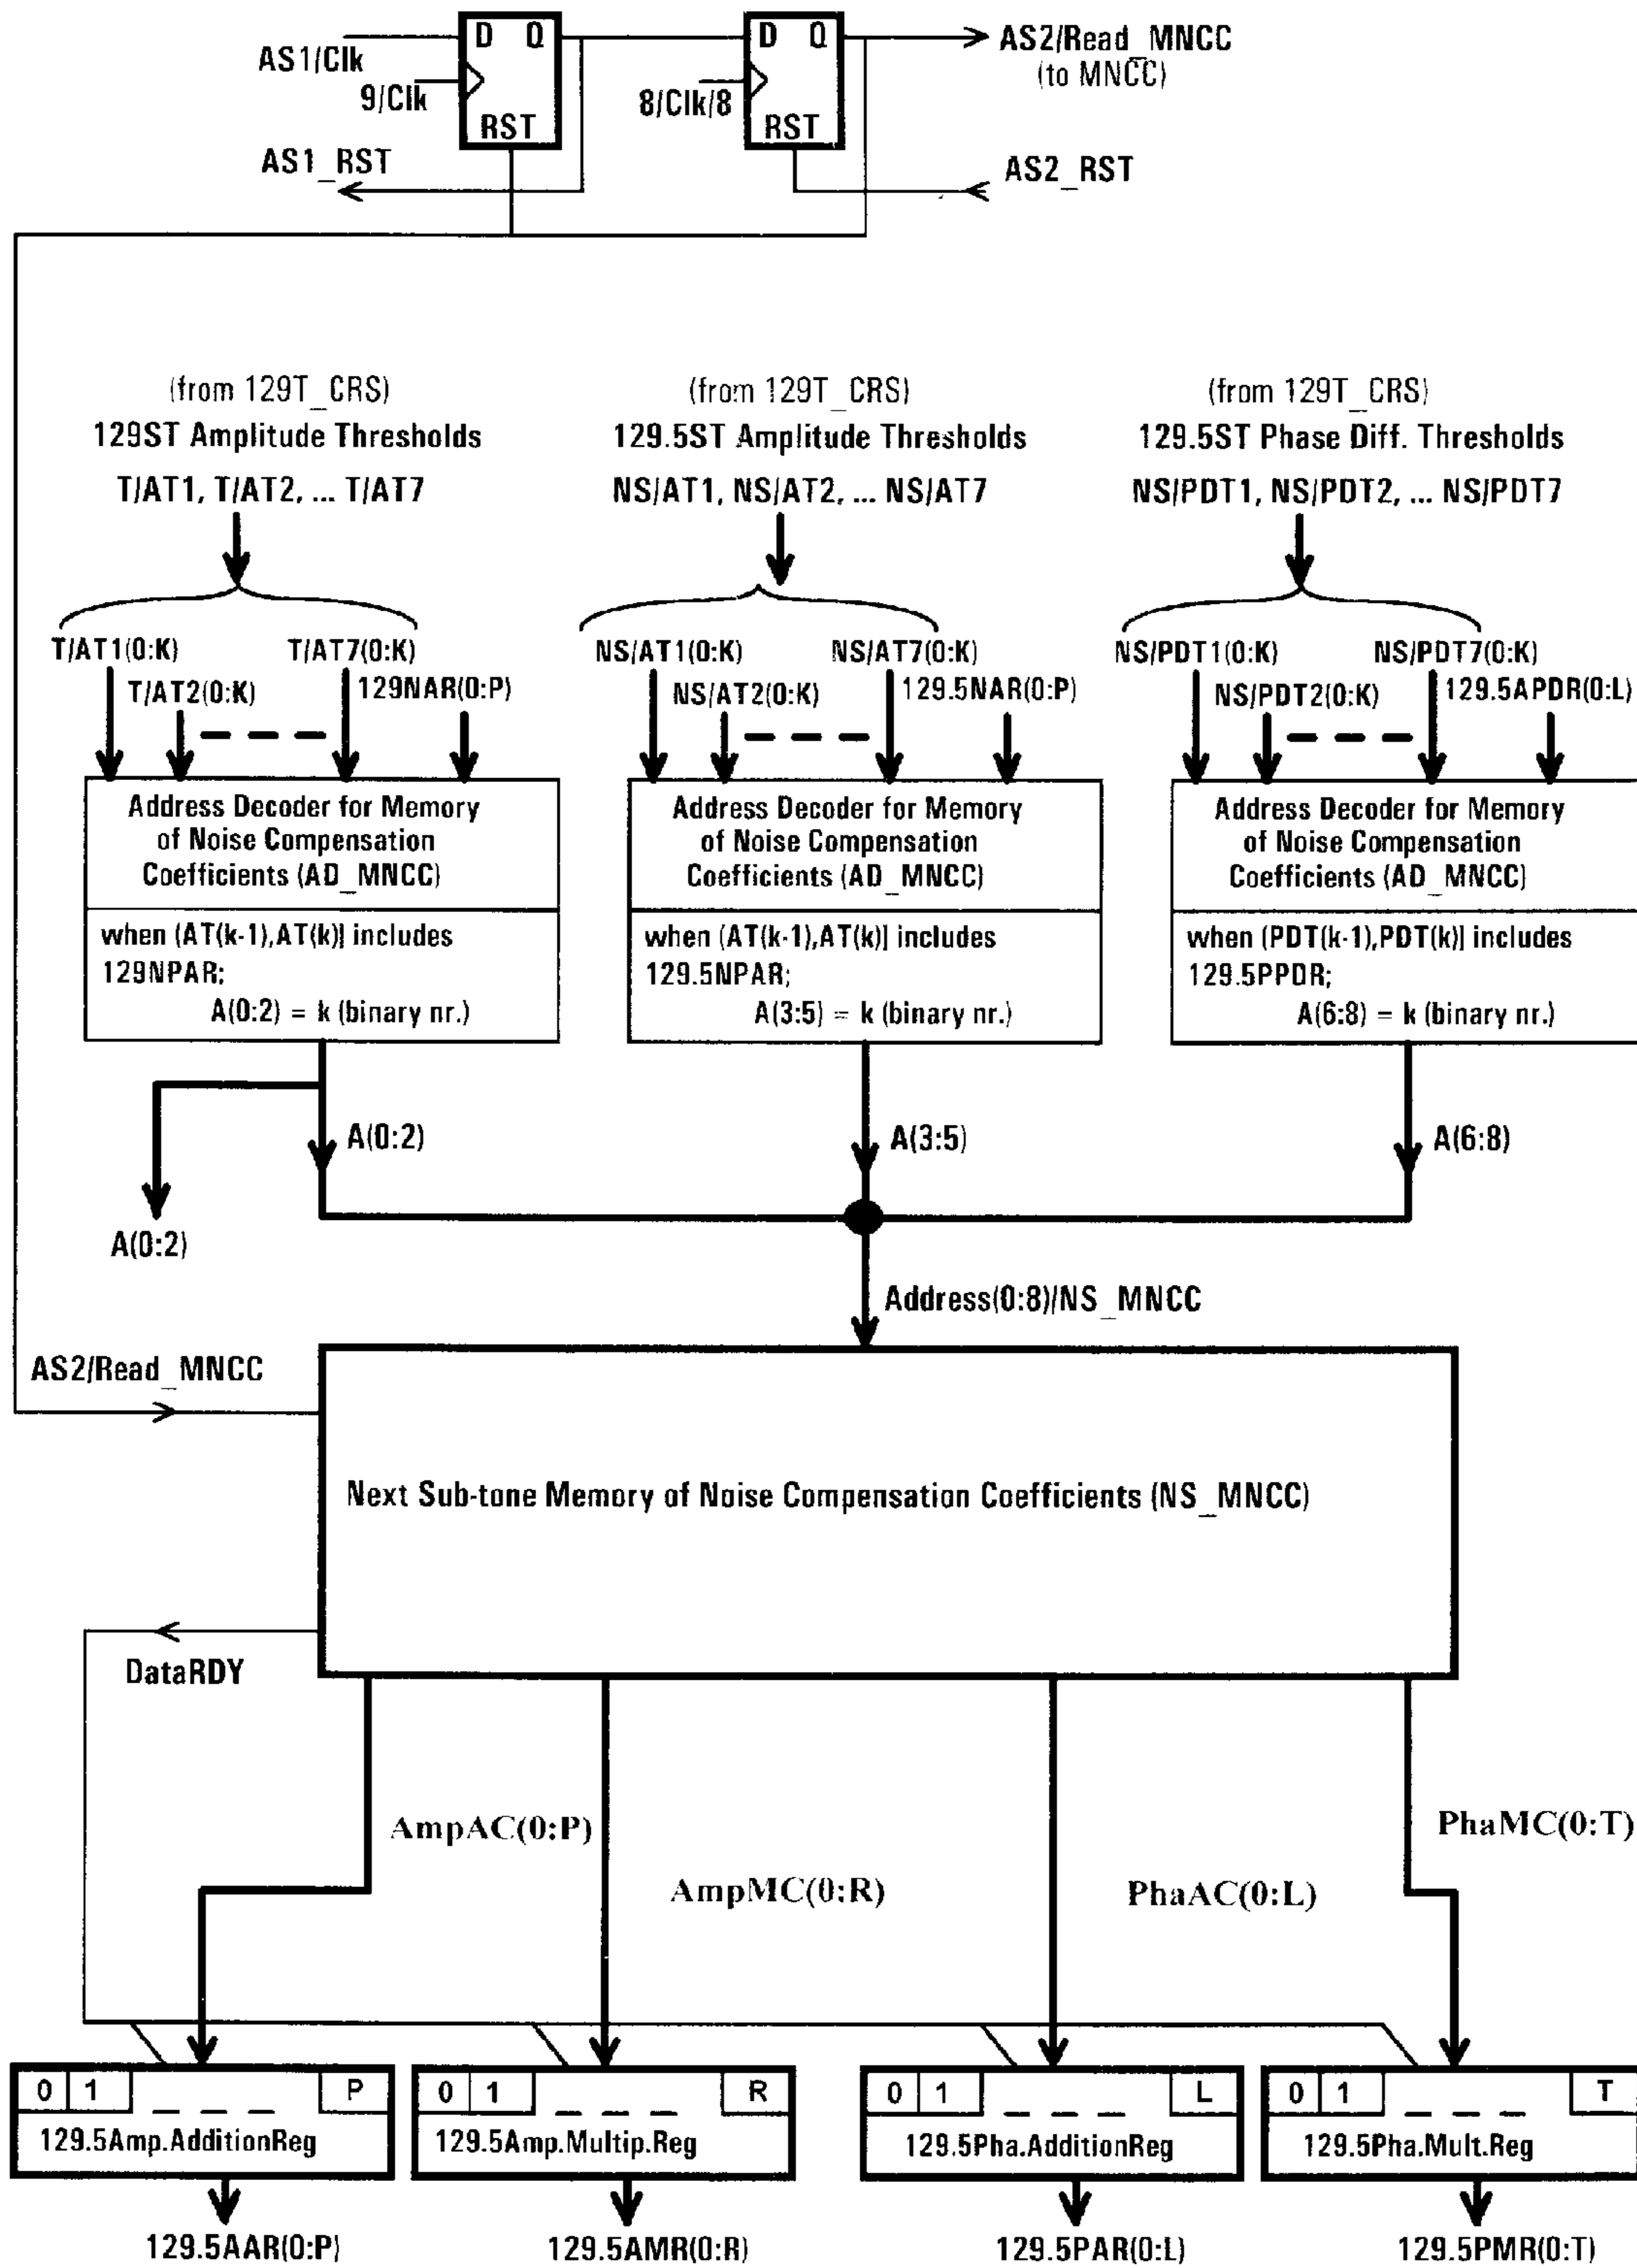 D Q
D Q
AS1/Clk
AS2/Read_MNCC
(to MNCC)
9/Clk
8/Clk/8
RST
RST
AS1_RST
AS2_RST
(from 129T_CRS)
129ST Amplitude Thresholds
T/AT1, T/AT2, ... T/AT7
(from 129T_CRS)
129.5ST Amplitude Thresholds
NS/AT1, NS/AT2, ... NS/AT7
(from 129T_CRS)
129.5ST Phase Diff. Thresholds
NS/PDT1, NS/PDT2, ... NS/PDT7
T/AT1(0:K)
T/AT7(0:K)
T/AT2(0:K)
129NAR(0:P)
NS/AT1(0:K)
NS/AT7(0:K)
NS/AT2(0:K)
129.5NAR(0:P)
NS/PDT1(0:K)
NS/PDT7(0:K)
NS/PDT2(0:K)
129.5APDR(0:L)
Address Decoder for Memory
of Noise Compensation
Coefficients (AD_MNCC)
when (AT(k-1),AT(k)] includes
129NPAR;
A(0:2) = k (binary nr.)
Address Decoder for Memory
of Noise Compensation
Coefficients (AD_MNCC)
when (AT(k-1),AT(k)] includes
129.5NPAR;
A(3:5) = k (binary nr.)
Address Decoder for Memory
of Noise Compensation
Coefficients (AD_MNCC)
when (PDT(k-1),PDT(k)] includes
129.5PPDR;
A(6:8) = k (binary nr.)
A(0:2)
A(3:5)
A(6:8)
A(0:2)
Address(0:8)/NS_MNCC
AS2/Read_MNCC
Next Sub-tone Memory of Noise Compensation Coefficients (NS_MNCC)
DataRDY
AmpAC(0:P)
AmpMC(0:R)
PhaAC(0:L)
PhaMC(0:T)
0 1 P
129.5Amp.AdditionReg
0 1 R
129.5Amp.Multip.Reg
0 1 L
129.5Pha.AdditionReg
0 1 T
129.5Pha.Mult.Reg
129.5AAR(0:P)
129.5AMR(0:R)
129.5PAR(0:L)
129.5PMR(0:T)